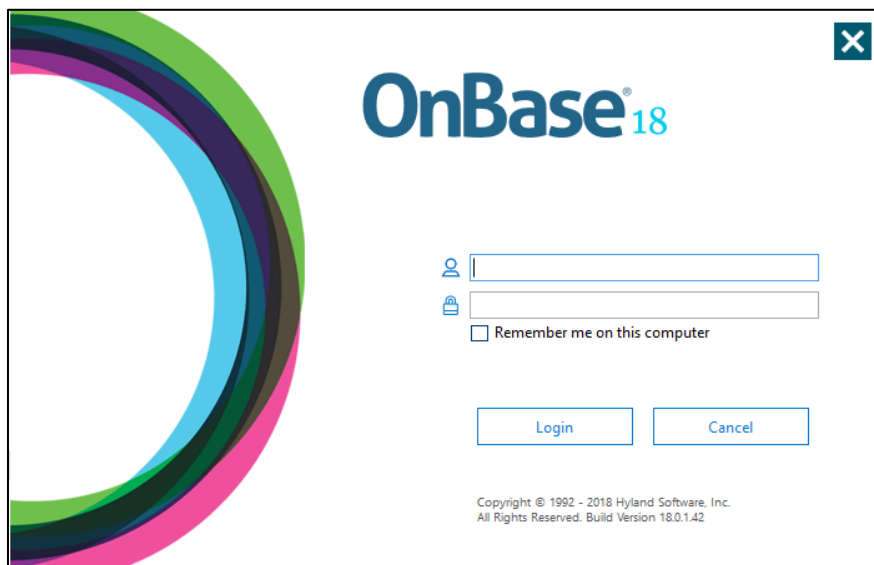 OnBase® 18
Remember me on this computer
Login Cancel
Copyright © 1992 - 2018 Hyland Software, Inc.
All Rights Reserved. Build Version 18.0.1.42